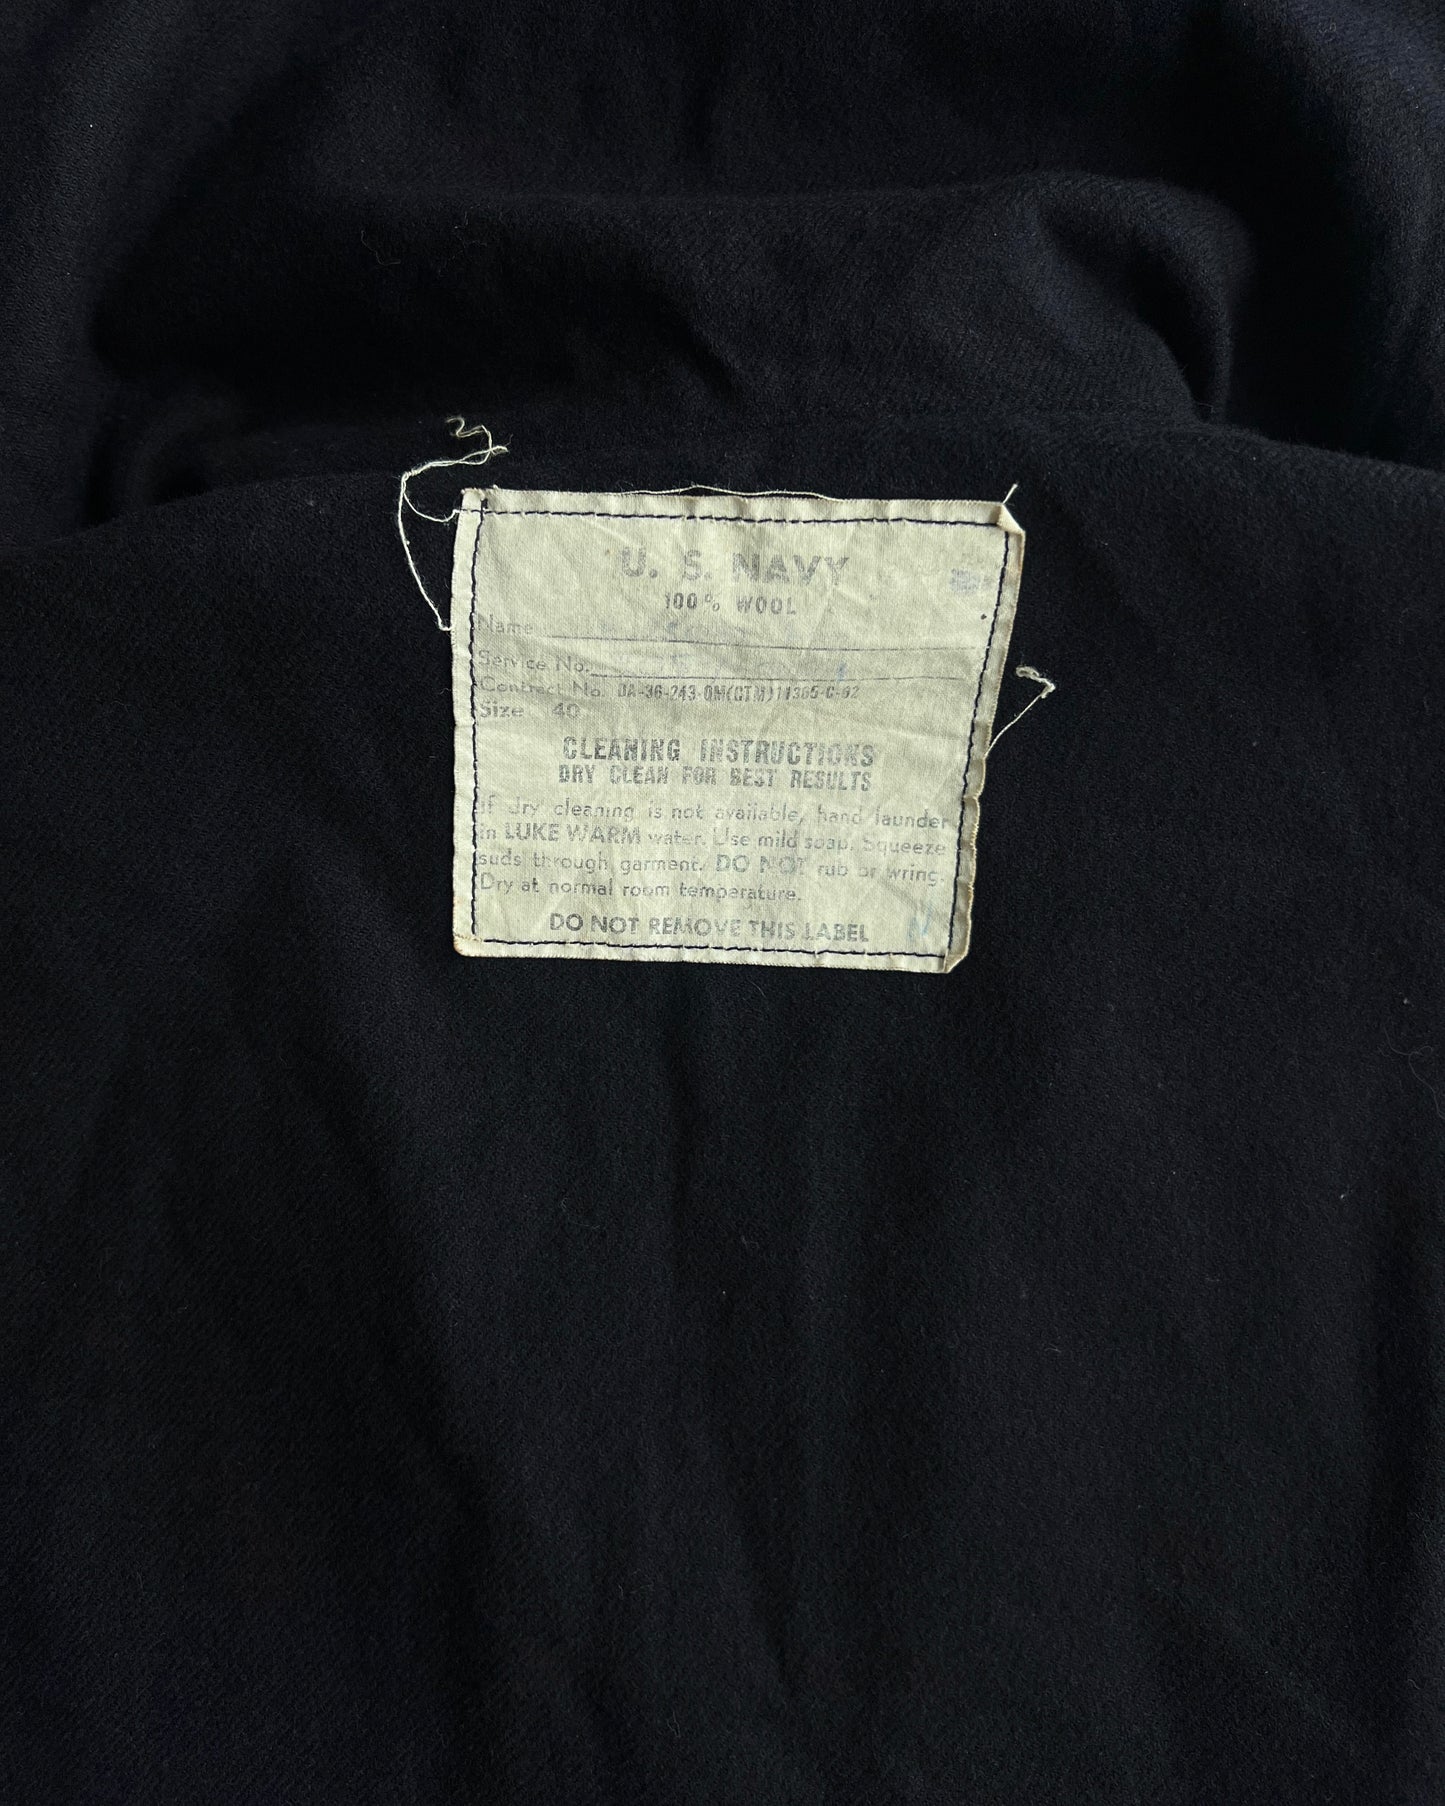 U. S. NAVY
100% WOOL
Name
Service No.
Contract No. DA-36-243-QM(CTM)11365-C-62
Size 40
CLEANING INSTRUCTIONS
DRY CLEAN FOR BEST RESULTS
If dry cleaning is not available, hand launder
in LUKE WARM water. Use mild soap. Squeeze
suds through garment. DO NOT rub or wring.
Dry at normal room temperature.
DO NOT REMOVE THIS LABEL